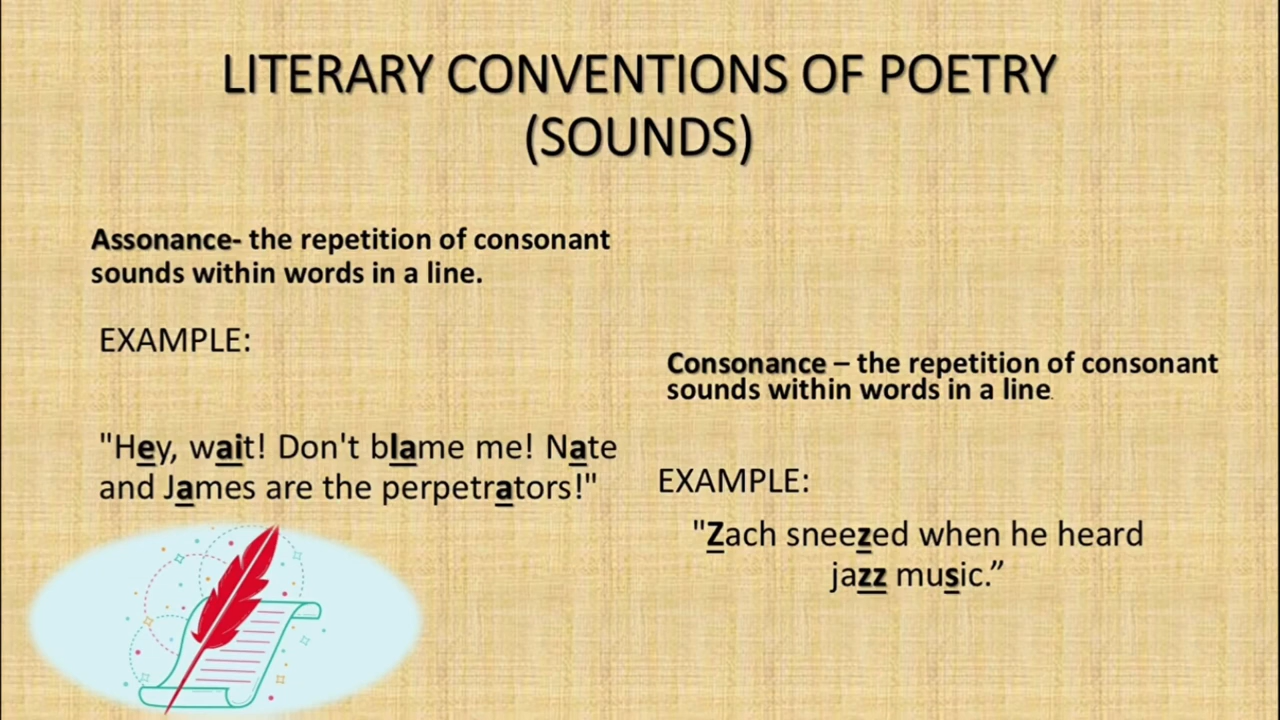 LITERARY CONVENTIONS OF POETRY
(SOUNDS)
Assonance- the repetition of consonant
sounds within words in a line.
EXAMPLE:
"Hey, wait! Don't blame me! Nate
and James are the perpetrators!"
Consonance – the repetition of consonant
sounds within words in a line.
EXAMPLE:
"Zach sneezed when he heard
jazz music.”